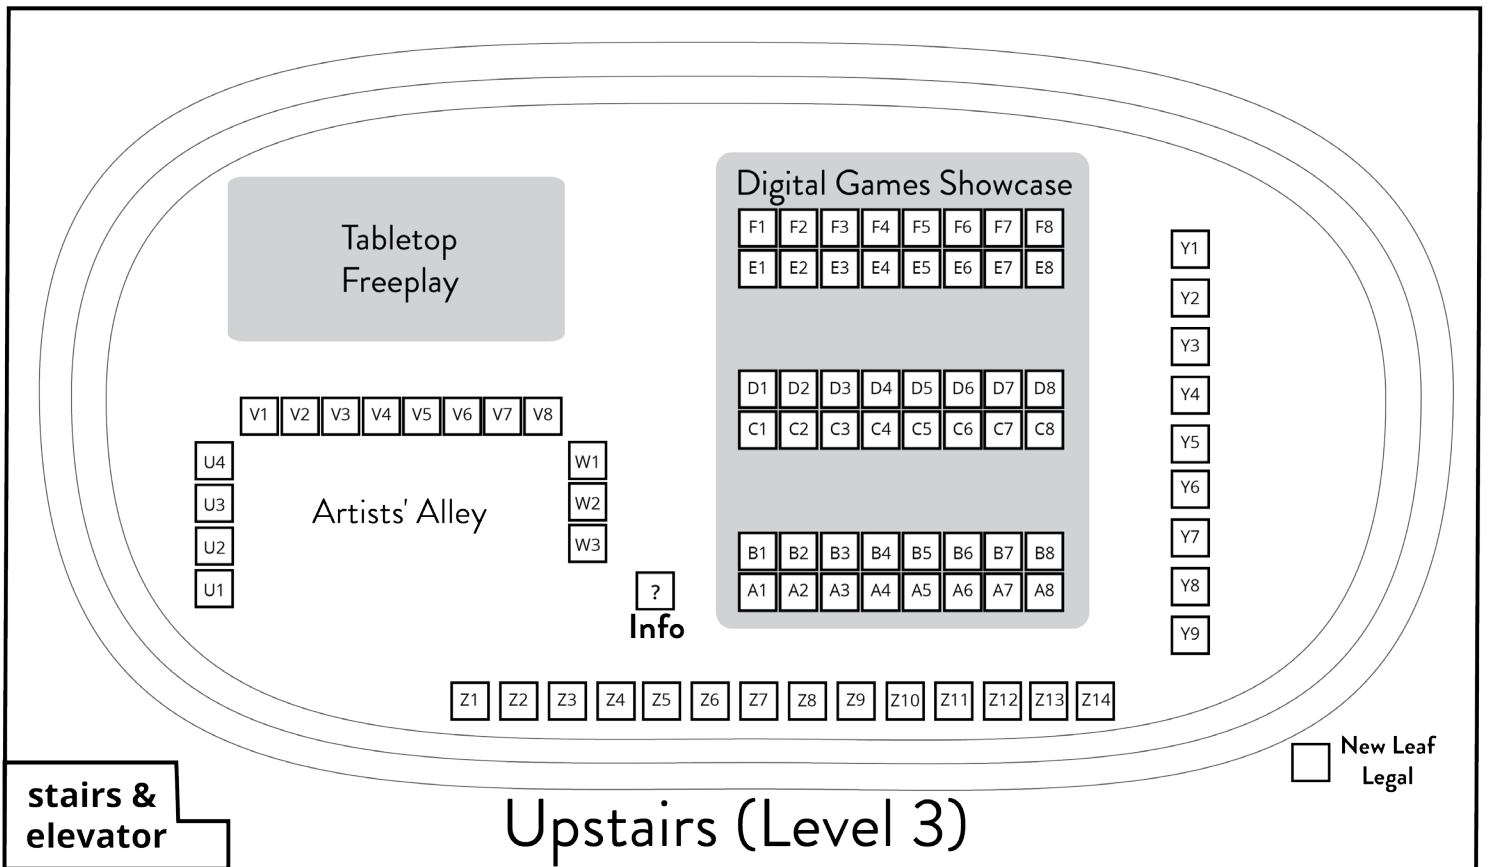 Digital Games Showcase
Tabletop
Freeplay
F1 F2 F3 F4 F5 F6 F7 F8
E1 E2 E3 E4 E5 E6 E7 E8
D1 D2 D3 D4 D5 D6 D7 D8
C1 C2 C3 C4 C5 C6 C7 C8
B1 B2 B3 B4 B5 B6 B7 B8
A1 A2 A3 A4 A5 A6 A7 A8
Y1
Y2
Y3
Y4
Y5
Y6
Y7
Y8
Y9
V1 V2 V3 V4 V5 V6 V7 V8
U4
U3
U2
U1
Artists' Alley
W1
W2
W3
?
Info
Z1 Z2 Z3 Z4 Z5 Z6 Z7 Z8 Z9 Z10 Z11 Z12 Z13 Z14
New Leaf
Legal
stairs &
elevator
Upstairs (Level 3)